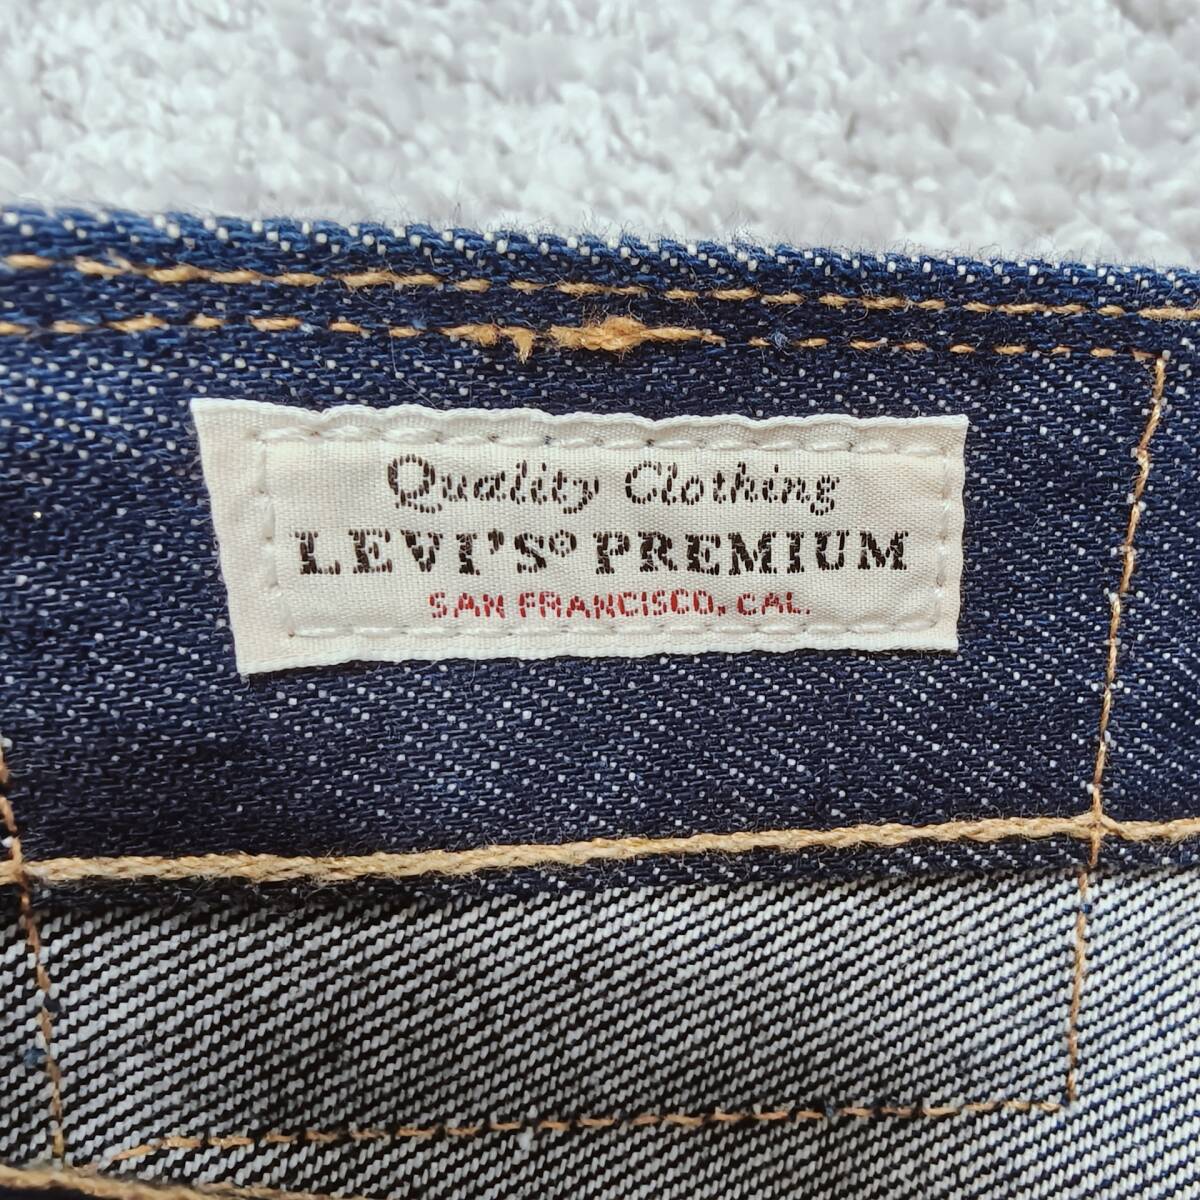 Quality Clothing
LEVI'S® PREMIUM
SAN FRANCISCO, CAL.